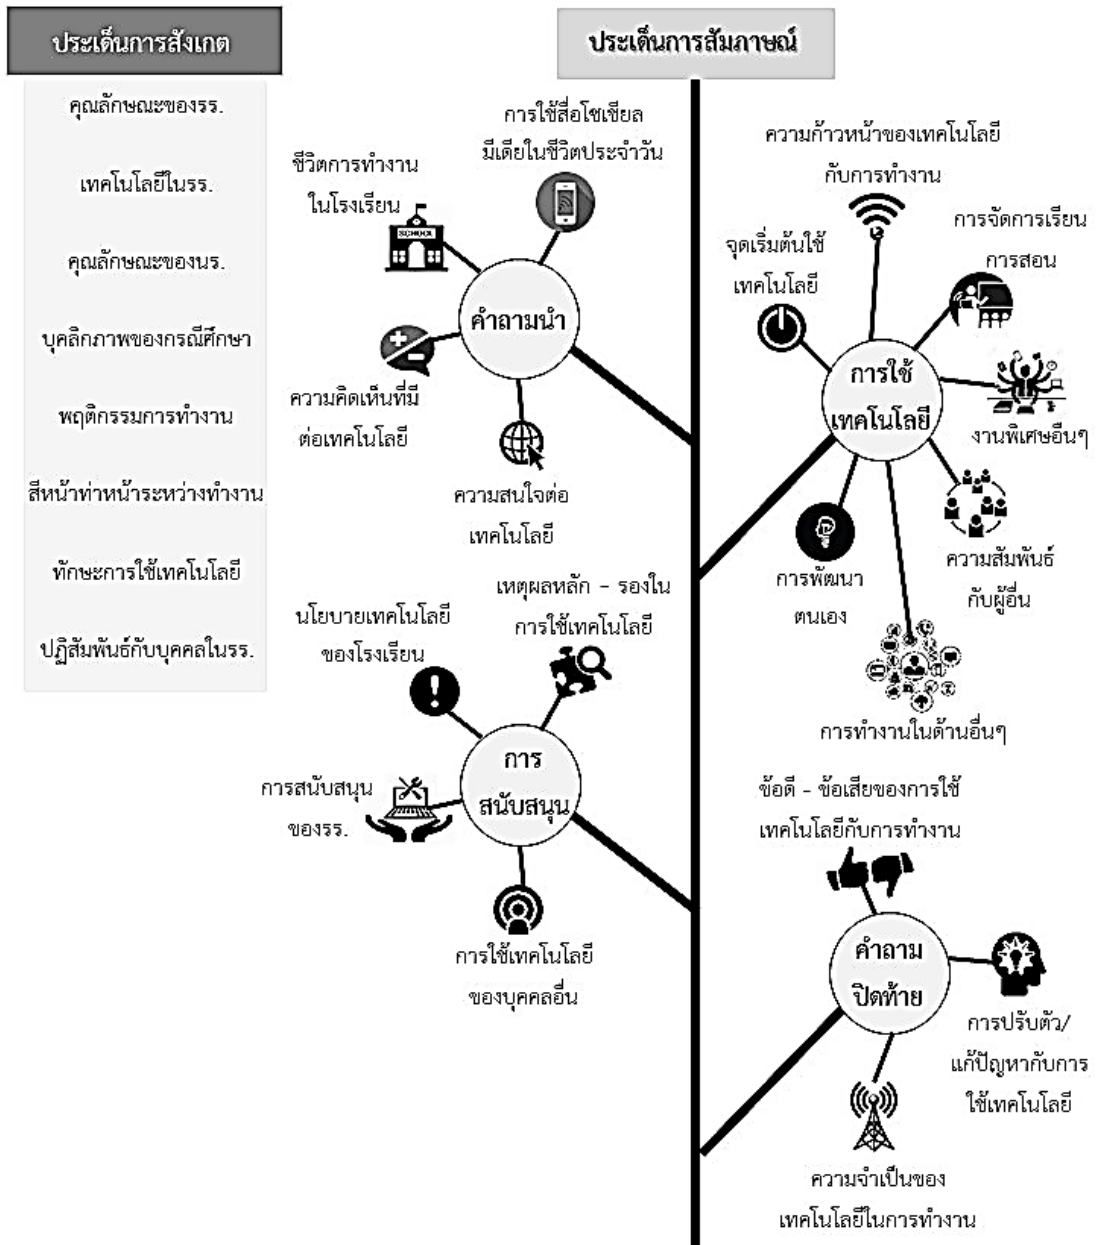 ประเด็นการสังเกต
คุณลักษณะของรร.
เทคโนโลยีในรร.
คุณลักษณะของนร.
บุคลิกภาพของกรณีศึกษา
พฤติกรรมการทำงาน
สีหน้าท่าหน้าระหว่างทำงาน
ทักษะการใช้เทคโนโลยี
ปฏิสัมพันธ์กับบุคคลในรร.
ประเด็นการสัมภาษณ์
คำถามนำ
ชีวิตการทำงาน
ในโรงเรียน
SCHOOL
การใช้สื่อโซเชียล
มีเดียในชีวิตประจำวัน
ความคิดเห็นที่มี
ต่อเทคโนโลยี
ความสนใจต่อ
เทคโนโลยี
การใช้
เทคโนโลยี
จุดเริ่มต้นใช้
เทคโนโลยี
ความก้าวหน้าของเทคโนโลยี
กับการทำงาน
การจัดการเรียน
การสอน
งานพิเศษอื่นๆ
ความสัมพันธ์
กับผู้อื่น
การทำงานในด้านอื่นๆ
การพัฒนา
ตนเอง
การ
สนับสนุน
นโยบายเทคโนโลยี
ของโรงเรียน
เหตุผลหลัก - รองใน
การใช้เทคโนโลยี
การสนับสนุน
ของรร.
การใช้เทคโนโลยี
ของบุคคลอื่น
คำถาม
ปิดท้าย
ข้อดี - ข้อเสียของการใช้
เทคโนโลยีกับการทำงาน
การปรับตัว/
แก้ปัญหากับการ
ใช้เทคโนโลยี
ความจำเป็นของ
เทคโนโลยีในการทำงาน